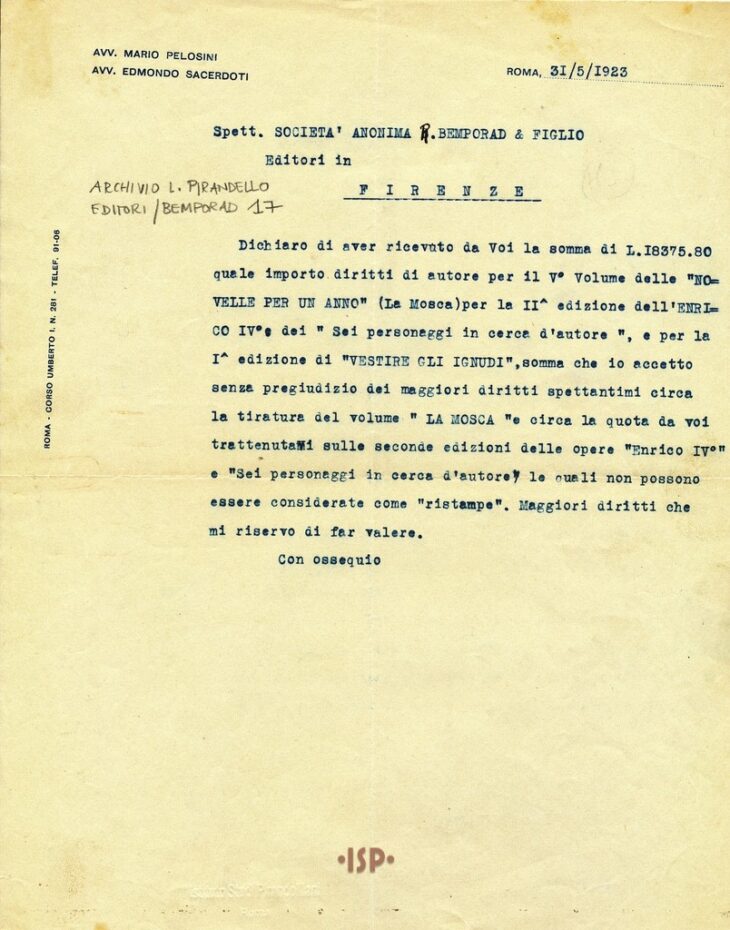 AVV. MARIO PELOSINI
AVV. EDMONDO SACERDOTI
ROMA, 31/5/1923
Spett. SOCIETA' ANONIMA R.BEMPORAD & FIGLIO
Editori in
F I R E N Z E
ARCHIVIO L. PIRANDELLO
EDITORI/BEMPORAD 17
ROMA - CORSO UMBERTO I. N. 281 - TELEF. 91-06
Dichiaro di aver ricevuto da Voi la somma di L.I8375.80
quale importo diritti di autore per il V° Volume delle "NO=
VELLE PER UN ANNO" (La Mosca)per la II^ edizione dell'ENRI=
CO IV°e dei " Sei personaggi in cerca d'autore ", e per la
I^ edizione di "VESTIRE GLI IGNUDI",somma che io accetto
senza pregiudizio dei maggiori diritti spettantimi circa
la tiratura del volume " LA MOSCA "e circa la quota da voi
trattenutami sulle seconde edizioni delle opere "Enrico IV°"
e "Sei personaggi in cerca d'autore" le quali non possono
essere considerate come "ristampe". Maggiori diritti che
mi riservo di far valere.
Con ossequio
•ISP•